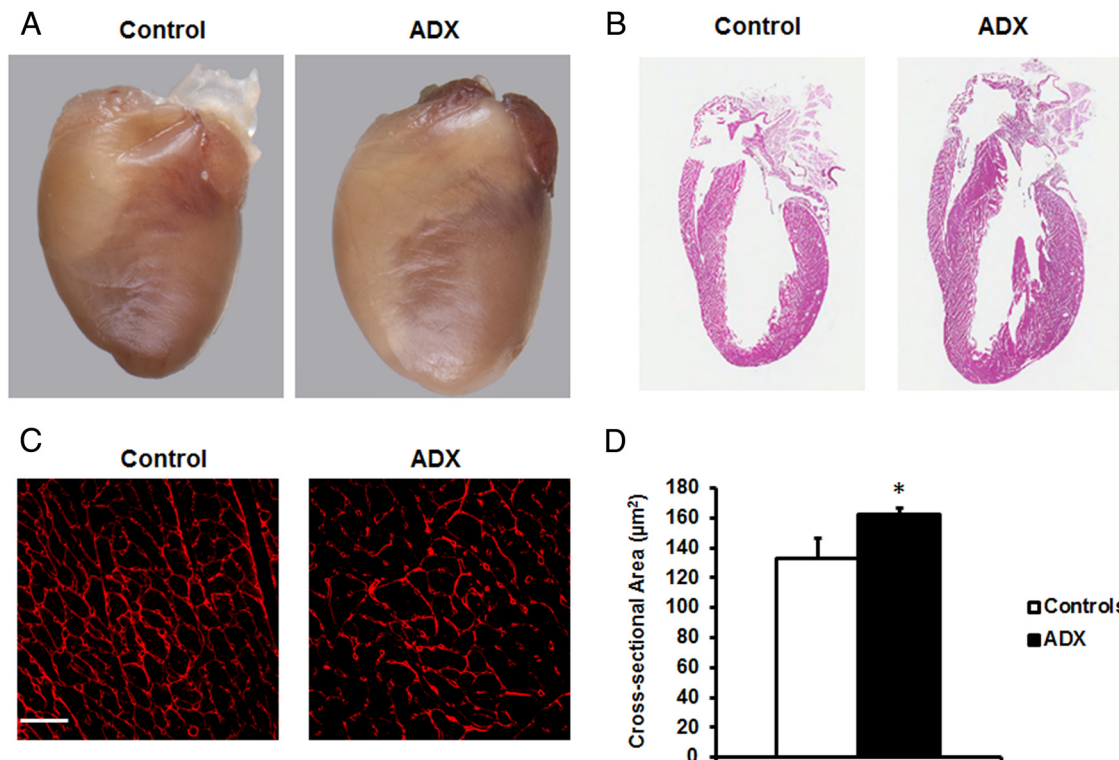 A
Control
ADX
B
Control
ADX
C
Control
ADX
D
Cross-sectional Area (µm²)
180
160
140
120
100
80
60
40
20
0
*
Controls
ADX